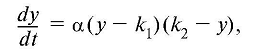 dy/dt = α(y − k₁)(k₂ − y),